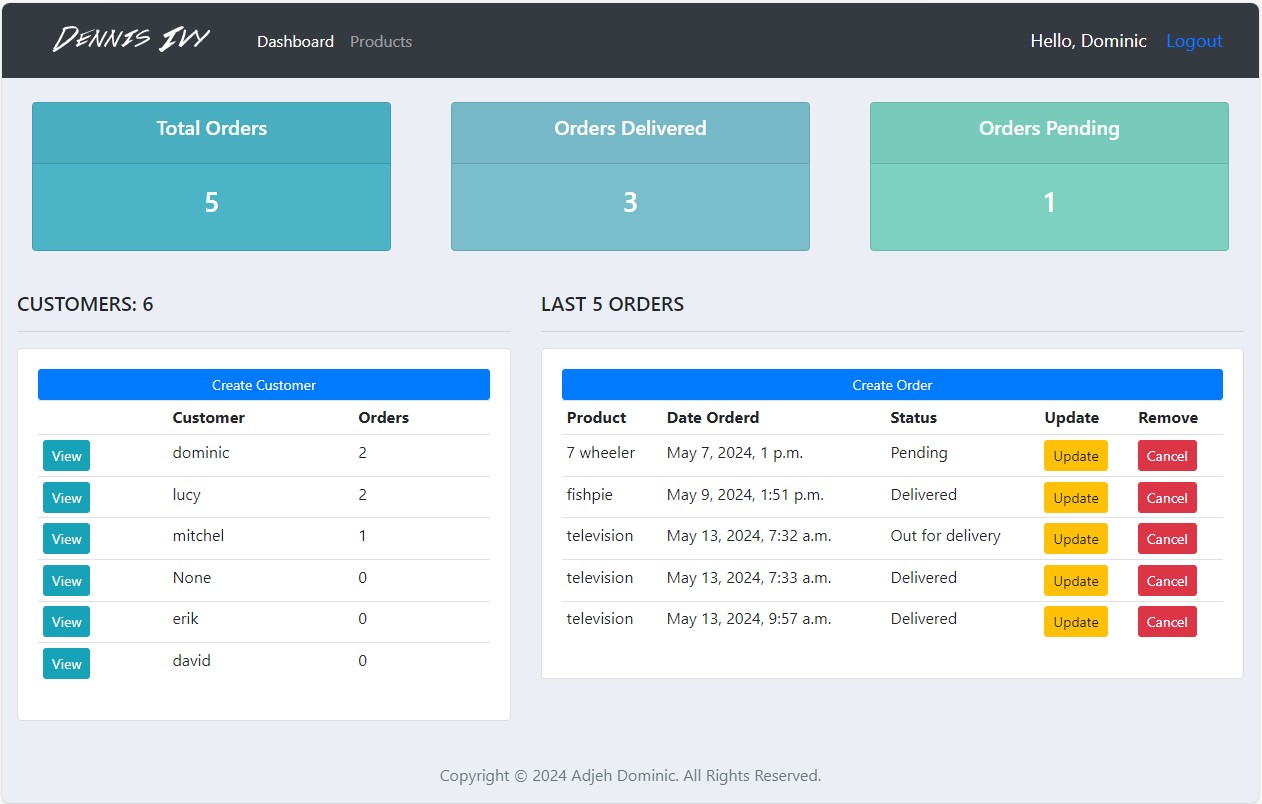 DENNIS IVY Dashboard Products Hello, Dominic Logout
Total Orders Orders Delivered Orders Pending
5 3 1
CUSTOMERS: 6
Create Customer
Customer Orders
View dominic 2
View lucy 2
View mitchel 1
View None 0
View erik 0
View david 0
LAST 5 ORDERS
Create Order
Product Date Orderd Status Update Remove
7 wheeler May 7, 2024, 1 p.m. Pending Update Cancel
fishpie May 9, 2024, 1:51 p.m. Delivered Update Cancel
television May 13, 2024, 7:32 a.m. Out for delivery Update Cancel
television May 13, 2024, 7:33 a.m. Delivered Update Cancel
television May 13, 2024, 9:57 a.m. Delivered Update Cancel
Copyright © 2024 Adjeh Dominic. All Rights Reserved.